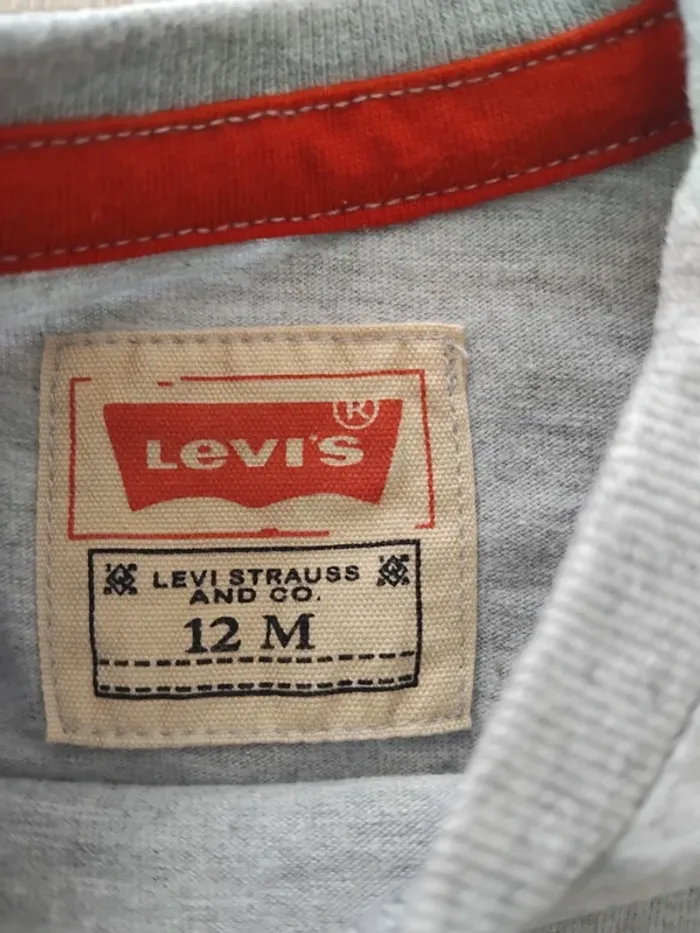 LEVI'S ®
LEVI STRAUSS
AND CO.
12 M